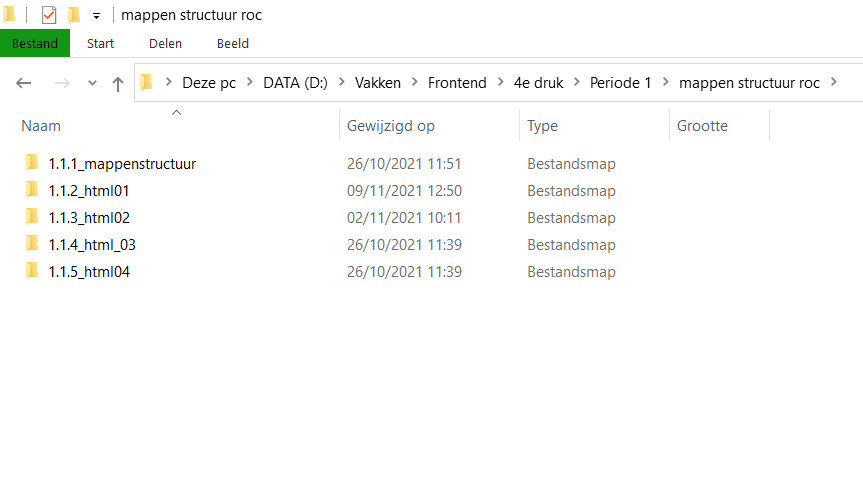 mappen structuur roc
Bestand Start Delen Beeld
Deze pc DATA (D:) Vakken Frontend 4e druk Periode 1 mappen structuur roc
Naam Gewijzigd op Type Grootte
1.1.1_mappenstructuur 26/10/2021 11:51 Bestandsmap
1.1.2_html01 09/11/2021 12:50 Bestandsmap
1.1.3_html02 02/11/2021 10:11 Bestandsmap
1.1.4_html_03 26/10/2021 11:39 Bestandsmap
1.1.5_html04 26/10/2021 11:39 Bestandsmap